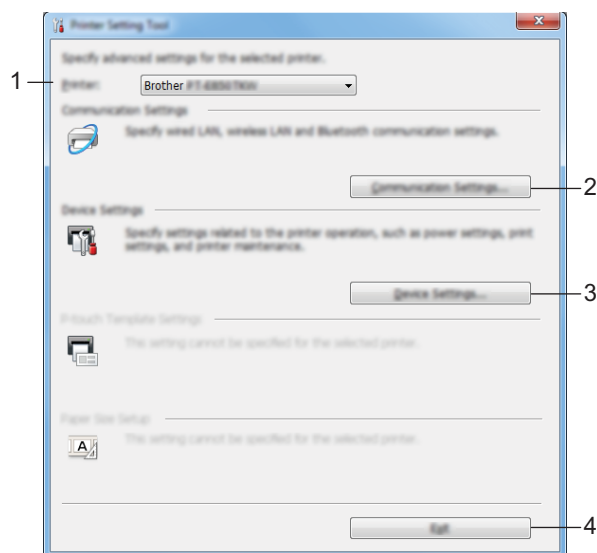 Printer Setting Tool
Specify advanced settings for the selected printer.
1
Printer:
Brother
Communication Settings
Specify wired LAN, wireless LAN and Bluetooth communication settings.
Communication Settings...
2
Device Settings
Specify settings related to the printer operation, such as power settings, print
settings, and printer maintenance.
Device Settings...
3
P-touch Template Settings
This setting cannot be specified for the selected printer.
Paper Size Setup
This setting cannot be specified for the selected printer.
A
Exit
4